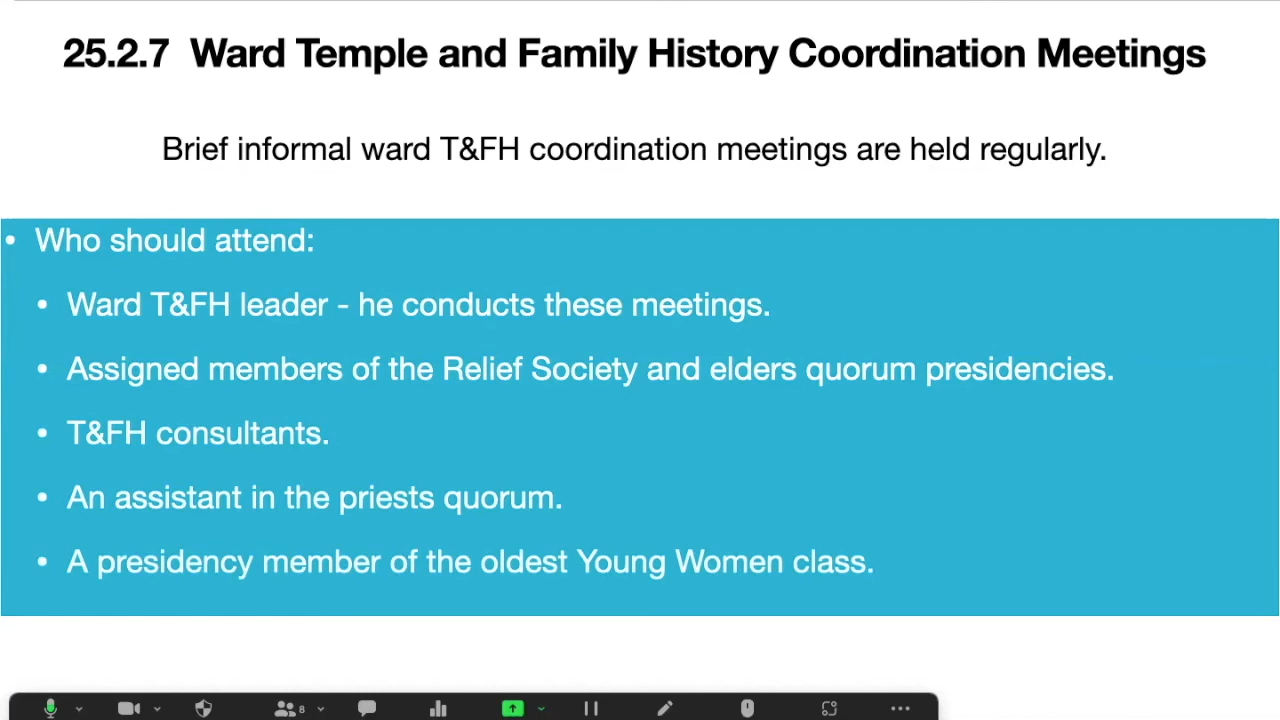 25.2.7 Ward Temple and Family History Coordination Meetings
Brief informal ward T&FH coordination meetings are held regularly.
• Who should attend:
• Ward T&FH leader - he conducts these meetings.
• Assigned members of the Relief Society and elders quorum presidencies.
• T&FH consultants.
• An assistant in the priests quorum.
• A presidency member of the oldest Young Women class.
8